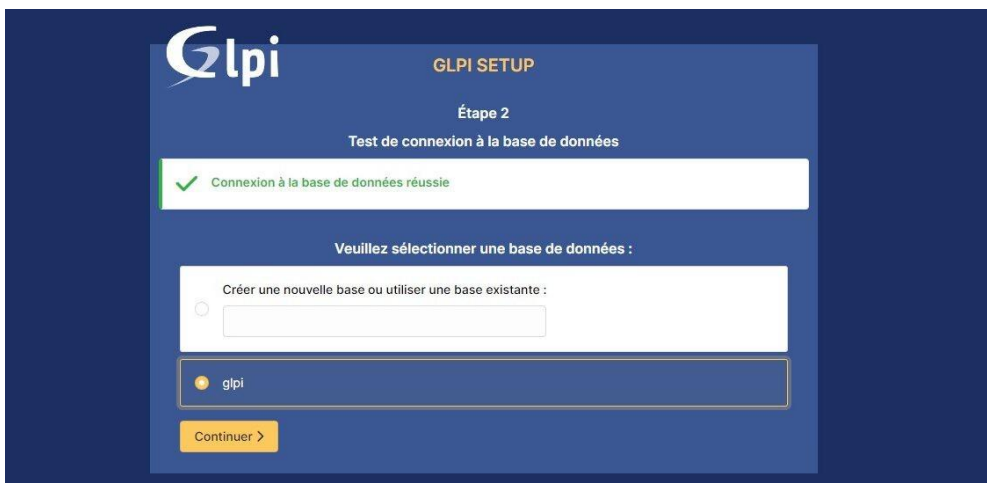 Glpi
GLPI SETUP
Étape 2
Test de connexion à la base de données
Connexion à la base de données réussie
Veuillez sélectionner une base de données :
Créer une nouvelle base ou utiliser une base existante :
glpi
Continuer >